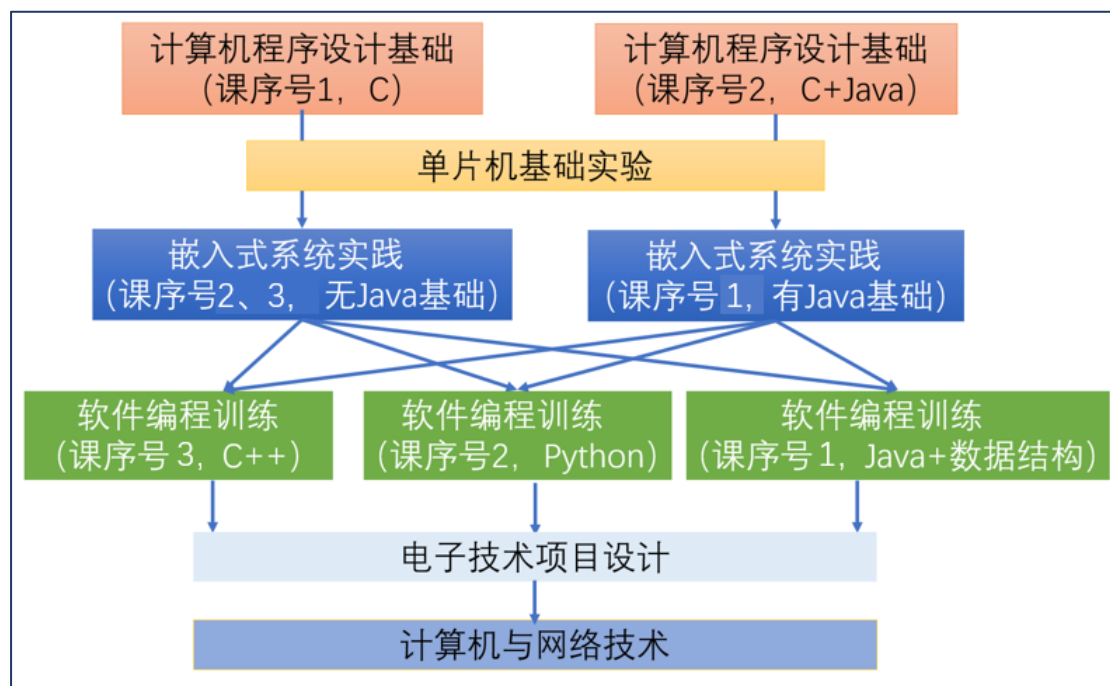 计算机程序设计基础
（课序号1，C）
计算机程序设计基础
（课序号2，C+Java）
单片机基础实验
嵌入式系统实践
（课序号2、3， 无Java基础）
嵌入式系统实践
（课序号 1， 有Java基础）
软件编程训练
（课序号 3，C++）
软件编程训练
（课序号2，Python）
软件编程训练
（课序号 1，Java+数据结构）
电子技术项目设计
计算机与网络技术